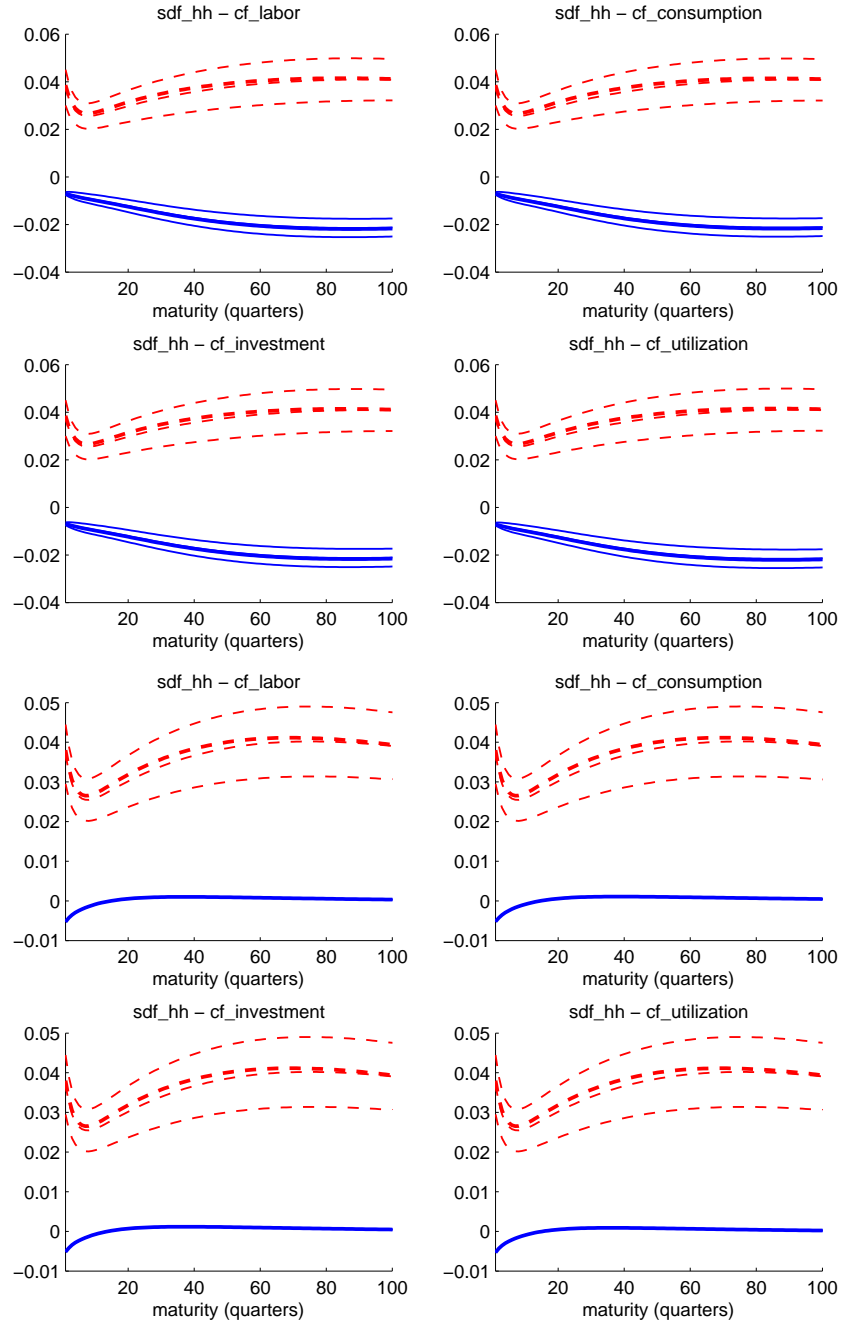 sdf_hh − cf_labor
0.06
0.04
0.02
0
−0.02
−0.04
20 40 60 80 100
maturity (quarters)
sdf_hh − cf_consumption
0.06
0.04
0.02
0
−0.02
−0.04
20 40 60 80 100
maturity (quarters)
sdf_hh − cf_investment
0.06
0.04
0.02
0
−0.02
−0.04
20 40 60 80 100
maturity (quarters)
sdf_hh − cf_utilization
0.06
0.04
0.02
0
−0.02
−0.04
20 40 60 80 100
maturity (quarters)
sdf_hh − cf_labor
0.05
0.04
0.03
0.02
0.01
0
−0.01
20 40 60 80 100
maturity (quarters)
sdf_hh − cf_consumption
0.05
0.04
0.03
0.02
0.01
0
−0.01
20 40 60 80 100
maturity (quarters)
sdf_hh − cf_investment
0.05
0.04
0.03
0.02
0.01
0
−0.01
20 40 60 80 100
maturity (quarters)
sdf_hh − cf_utilization
0.05
0.04
0.03
0.02
0.01
0
−0.01
20 40 60 80 100
maturity (quarters)